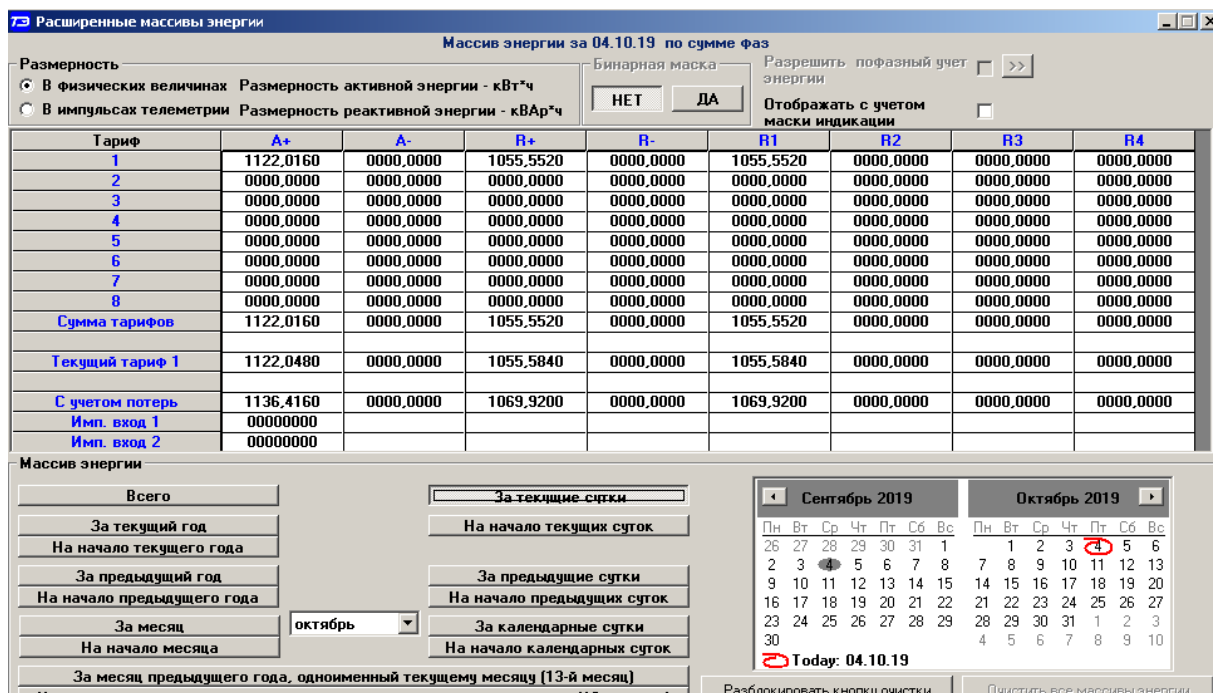 ТЭ Расширенные массивы энергии
Массив энергии за 04.10.19 по сумме фаз
Размерность
В физических величинах Размерность активной энергии - кВт*ч
В импульсах телеметрии Размерность реактивной энергии - кВАр*ч
Бинарная маска
НЕТ ДА
Разрешить пофазный учет энергии >>
Отображать с учетом
маски индикации
Тариф A+ A- R+ R- R1 R2 R3 R4
1 1122,0160 0000,0000 1055,5520 0000,0000 1055,5520 0000,0000 0000,0000 0000,0000
2 0000,0000 0000,0000 0000,0000 0000,0000 0000,0000 0000,0000 0000,0000 0000,0000
3 0000,0000 0000,0000 0000,0000 0000,0000 0000,0000 0000,0000 0000,0000 0000,0000
4 0000,0000 0000,0000 0000,0000 0000,0000 0000,0000 0000,0000 0000,0000 0000,0000
5 0000,0000 0000,0000 0000,0000 0000,0000 0000,0000 0000,0000 0000,0000 0000,0000
6 0000,0000 0000,0000 0000,0000 0000,0000 0000,0000 0000,0000 0000,0000 0000,0000
7 0000,0000 0000,0000 0000,0000 0000,0000 0000,0000 0000,0000 0000,0000 0000,0000
8 0000,0000 0000,0000 0000,0000 0000,0000 0000,0000 0000,0000 0000,0000 0000,0000
Сумма тарифов 1122,0160 0000,0000 1055,5520 0000,0000 1055,5520 0000,0000 0000,0000 0000,0000
Текущий тариф 1 1122,0480 0000,0000 1055,5840 0000,0000 1055,5840 0000,0000 0000,0000 0000,0000
С учетом потерь 1136,4160 0000,0000 1069,9200 0000,0000 1069,9200 0000,0000 0000,0000 0000,0000
Имп. вход 1 00000000
Имп. вход 2 00000000
Массив энергии
Всего
За текущий год
На начало текущего года
За предыдущий год
На начало предыдущего года
За месяц
На начало месяца
октябрь
За текущие сутки
На начало текущих суток
За предыдущие сутки
На начало предыдущих суток
За календарные сутки
На начало календарных суток
За месяц предыдущего года, одноименный текущему месяцу (13-й месяц)
Сентябрь 2019
Пн Вт Ср Чт Пт Сб Вс
26 27 28 29 30 31 1
2 3 4 5 6 7 8
9 10 11 12 13 14 15
16 17 18 19 20 21 22
23 24 25 26 27 28 29
30
Октябрь 2019
Пн Вт Ср Чт Пт Сб Вс
1 2 3 4 5 6
7 8 9 10 11 12 13
14 15 16 17 18 19 20
21 22 23 24 25 26 27
28 29 30 31 1 2 3
4 5 6 7 8 9 10
Today: 04.10.19
Разблокировать кнопки очистки
Очистить все массивы энергии